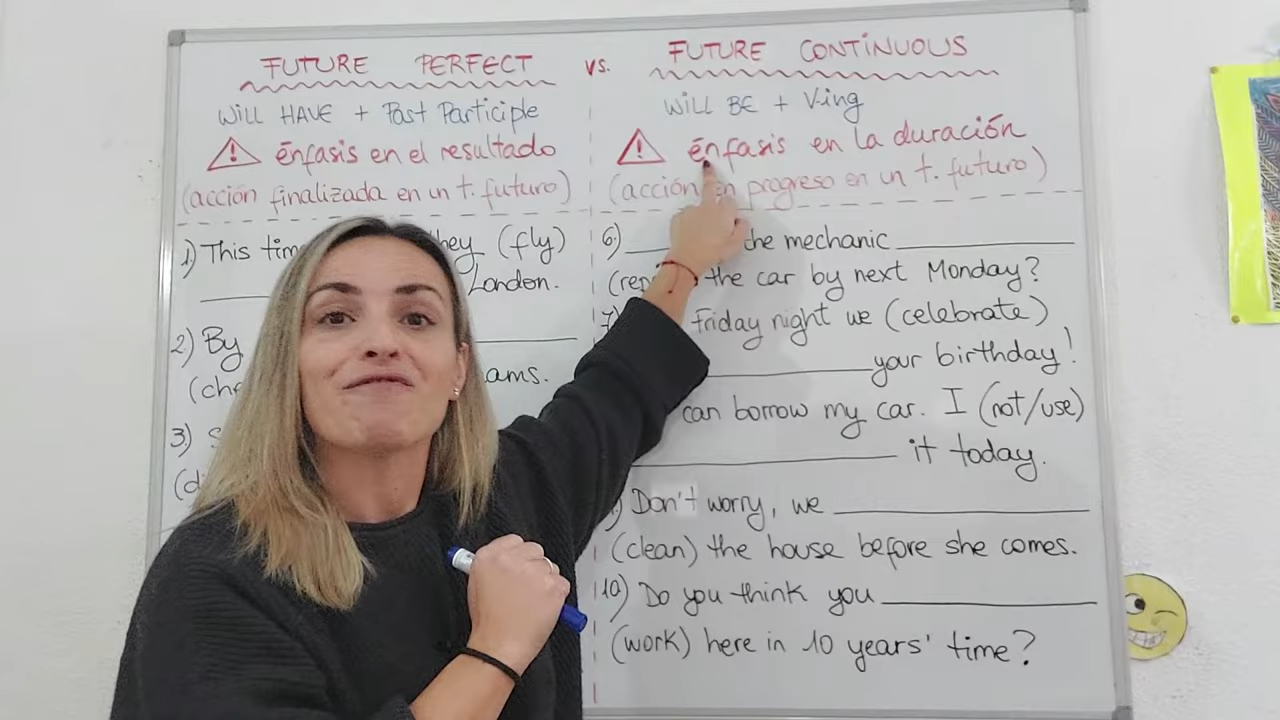 FUTURE PERFECT vs. FUTURE CONTINUOUS
WILL HAVE + Past Participle
énfasis en el resultado
(acción finalizada en un t. futuro)
1) This they (fly)
London.
2) By
ams.
3)
WILL BE + V-ing
énfasis en la duración
(acción en progreso en un t. futuro)
6) the mechanic
the car by next Monday?
7) Friday night we (celebrate)
your birthday!
can borrow my car. I (not/use)
it today.
Don't worry, we
(clean) the house before she comes.
10) Do you think you
(work) here in 10 years' time?